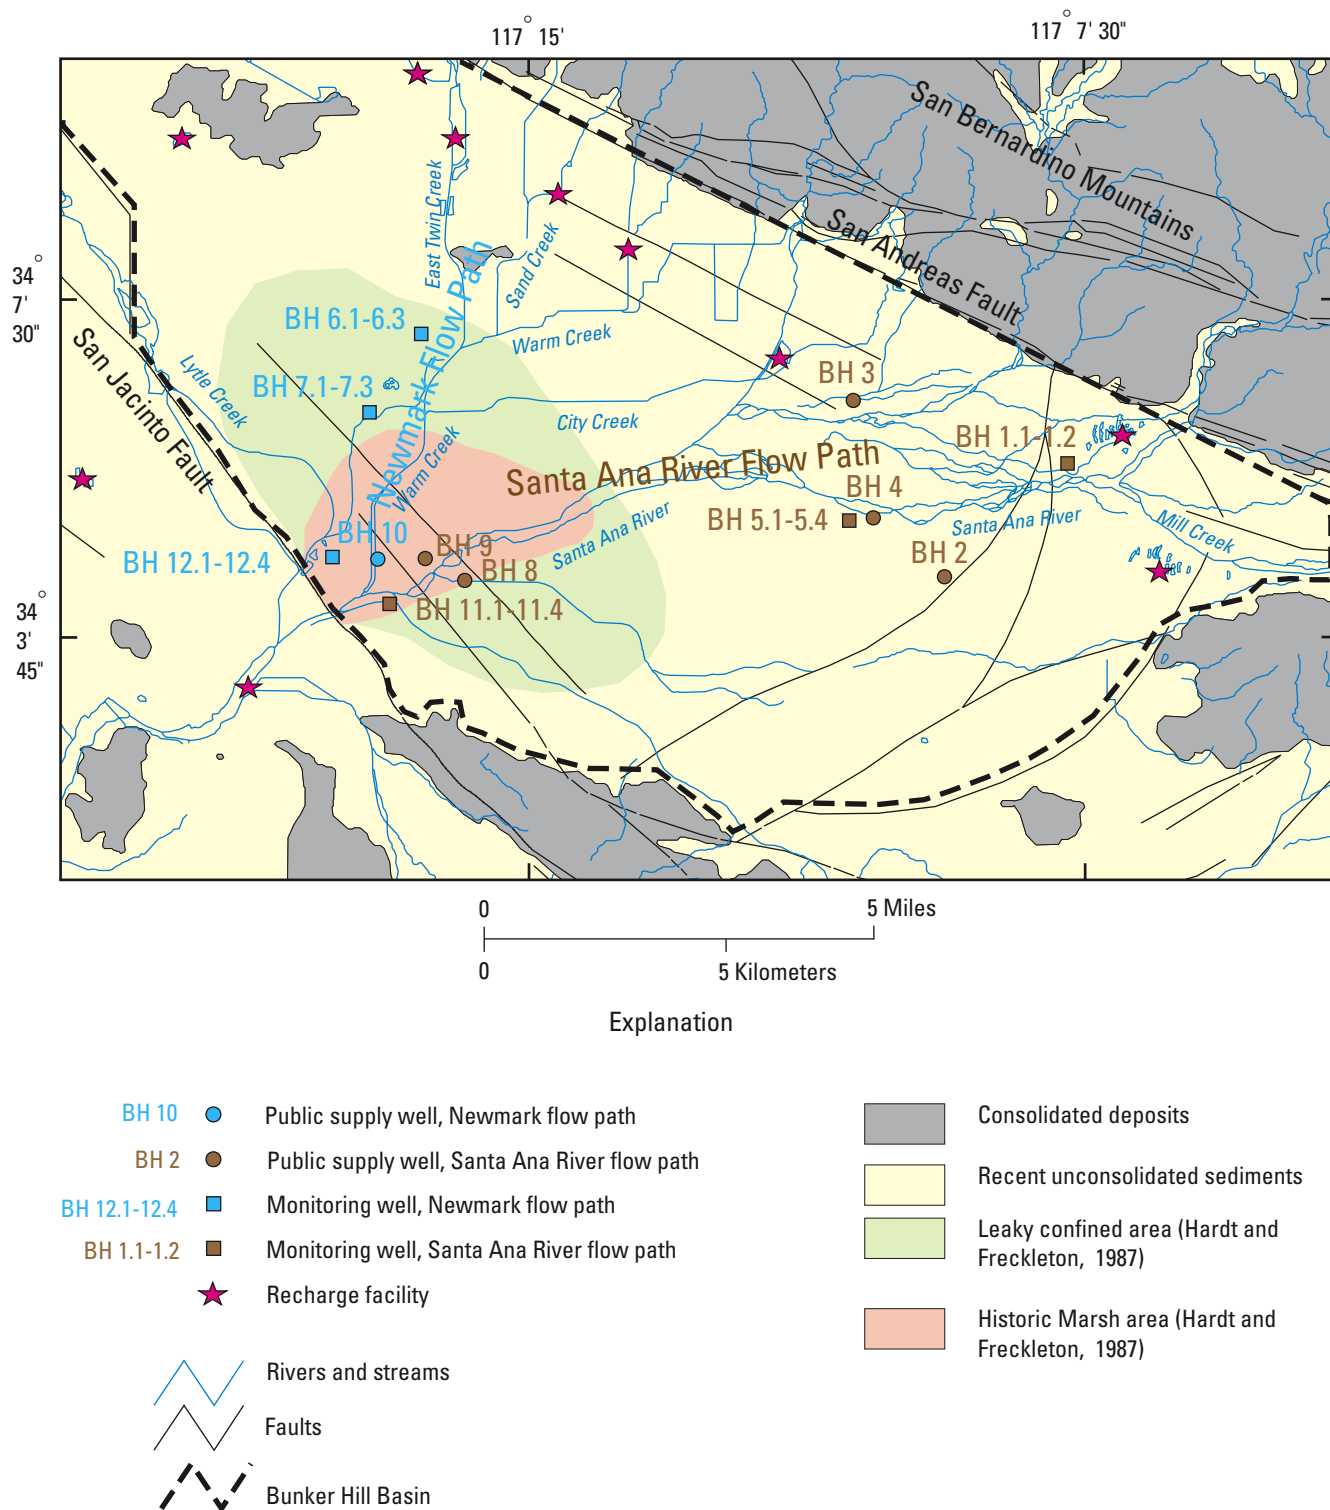 117° 15'
117° 7' 30"
34°
7'
30"
34°
3'
45"
San Bernardino Mountains
San Andreas Fault
San Jacinto Fault
East Twin Creek
Sand Creek
Newmark Flow Path
Warm Creek
Lytle Creek
City Creek
Warm Creek
Santa Ana River Flow Path
Santa Ana River
Santa Ana River
Mill Creek
BH 6.1-6.3
BH 7.1-7.3
BH 3
BH 1.1-1.2
BH 4
BH 5.1-5.4
BH 2
BH 10
BH 9
BH 12.1-12.4
BH 8
BH 11.1-11.4
0
5 Miles
0
5 Kilometers
Explanation
BH 10
Public supply well, Newmark flow path
BH 2
Public supply well, Santa Ana River flow path
BH 12.1-12.4
Monitoring well, Newmark flow path
BH 1.1-1.2
Monitoring well, Santa Ana River flow path
Recharge facility
Rivers and streams
Faults
Bunker Hill Basin
Consolidated deposits
Recent unconsolidated sediments
Leaky confined area (Hardt and
Freckleton, 1987)
Historic Marsh area (Hardt and
Freckleton, 1987)